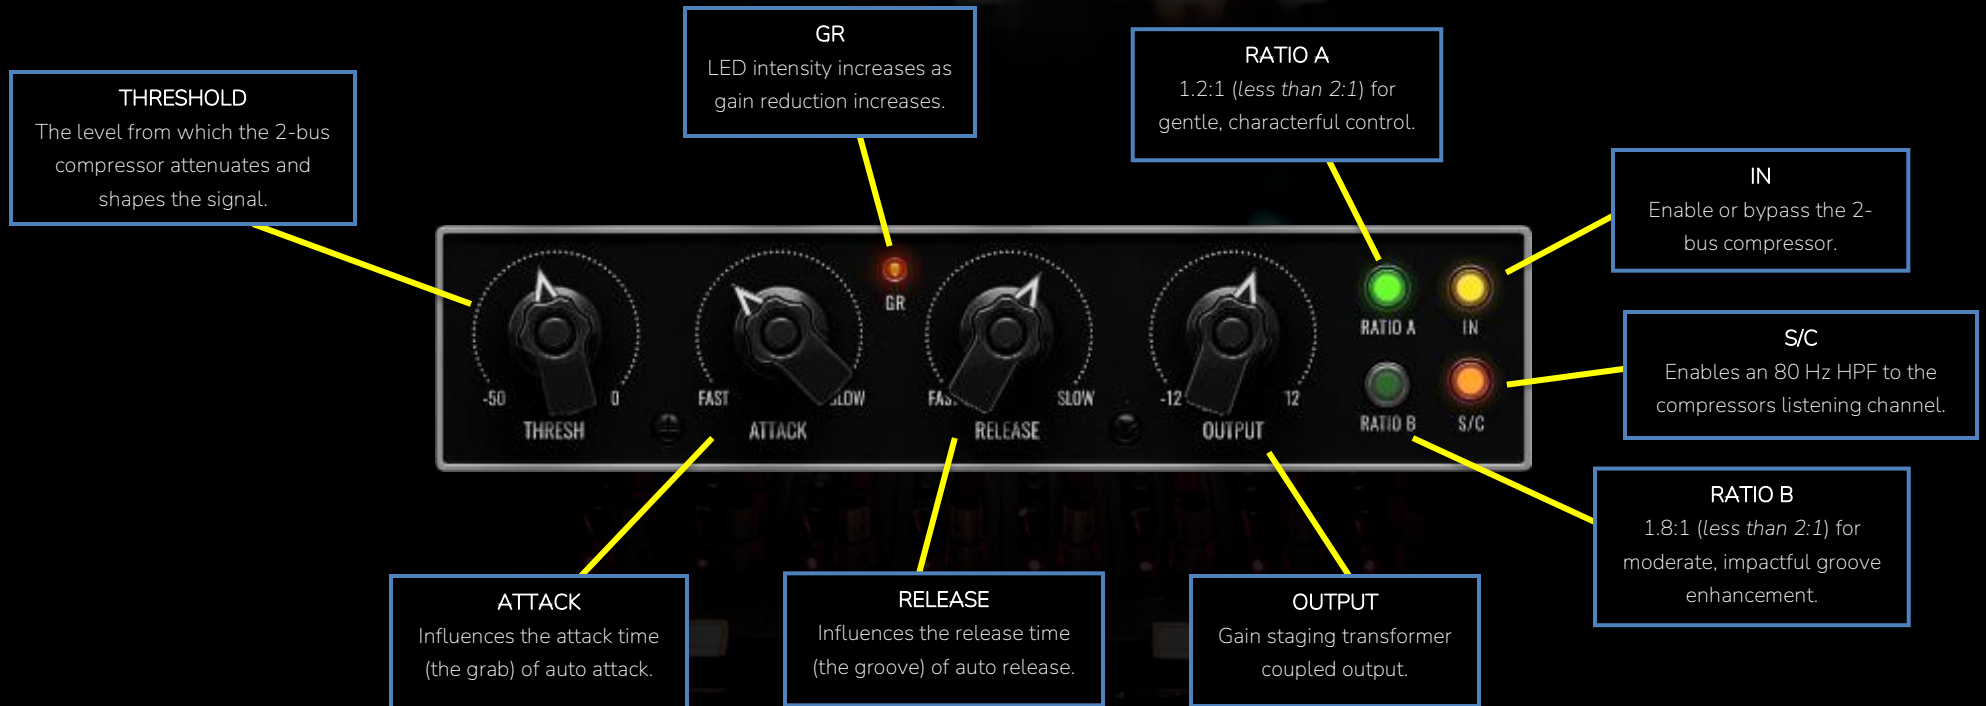 GR
LED intensity increases as
gain reduction increases.
RATIO A
1.2:1 (less than 2:1) for
gentle, characterful control.
THRESHOLD
The level from which the 2-bus
compressor attenuates and
shapes the signal.
IN
Enable or bypass the 2-
bus compressor.
S/C
Enables an 80 Hz HPF to the
compressors listening channel.
GR
RATIO A
IN
-50
0
FAST
SLOW
FAST
SLOW
-12
12
THRESH
ATTACK
RELEASE
OUTPUT
RATIO B
S/C
RATIO B
1.8:1 (less than 2:1) for
moderate, impactful groove
enhancement.
ATTACK
Influences the attack time
(the grab) of auto attack.
RELEASE
Influences the release time
(the groove) of auto release.
OUTPUT
Gain staging transformer
coupled output.